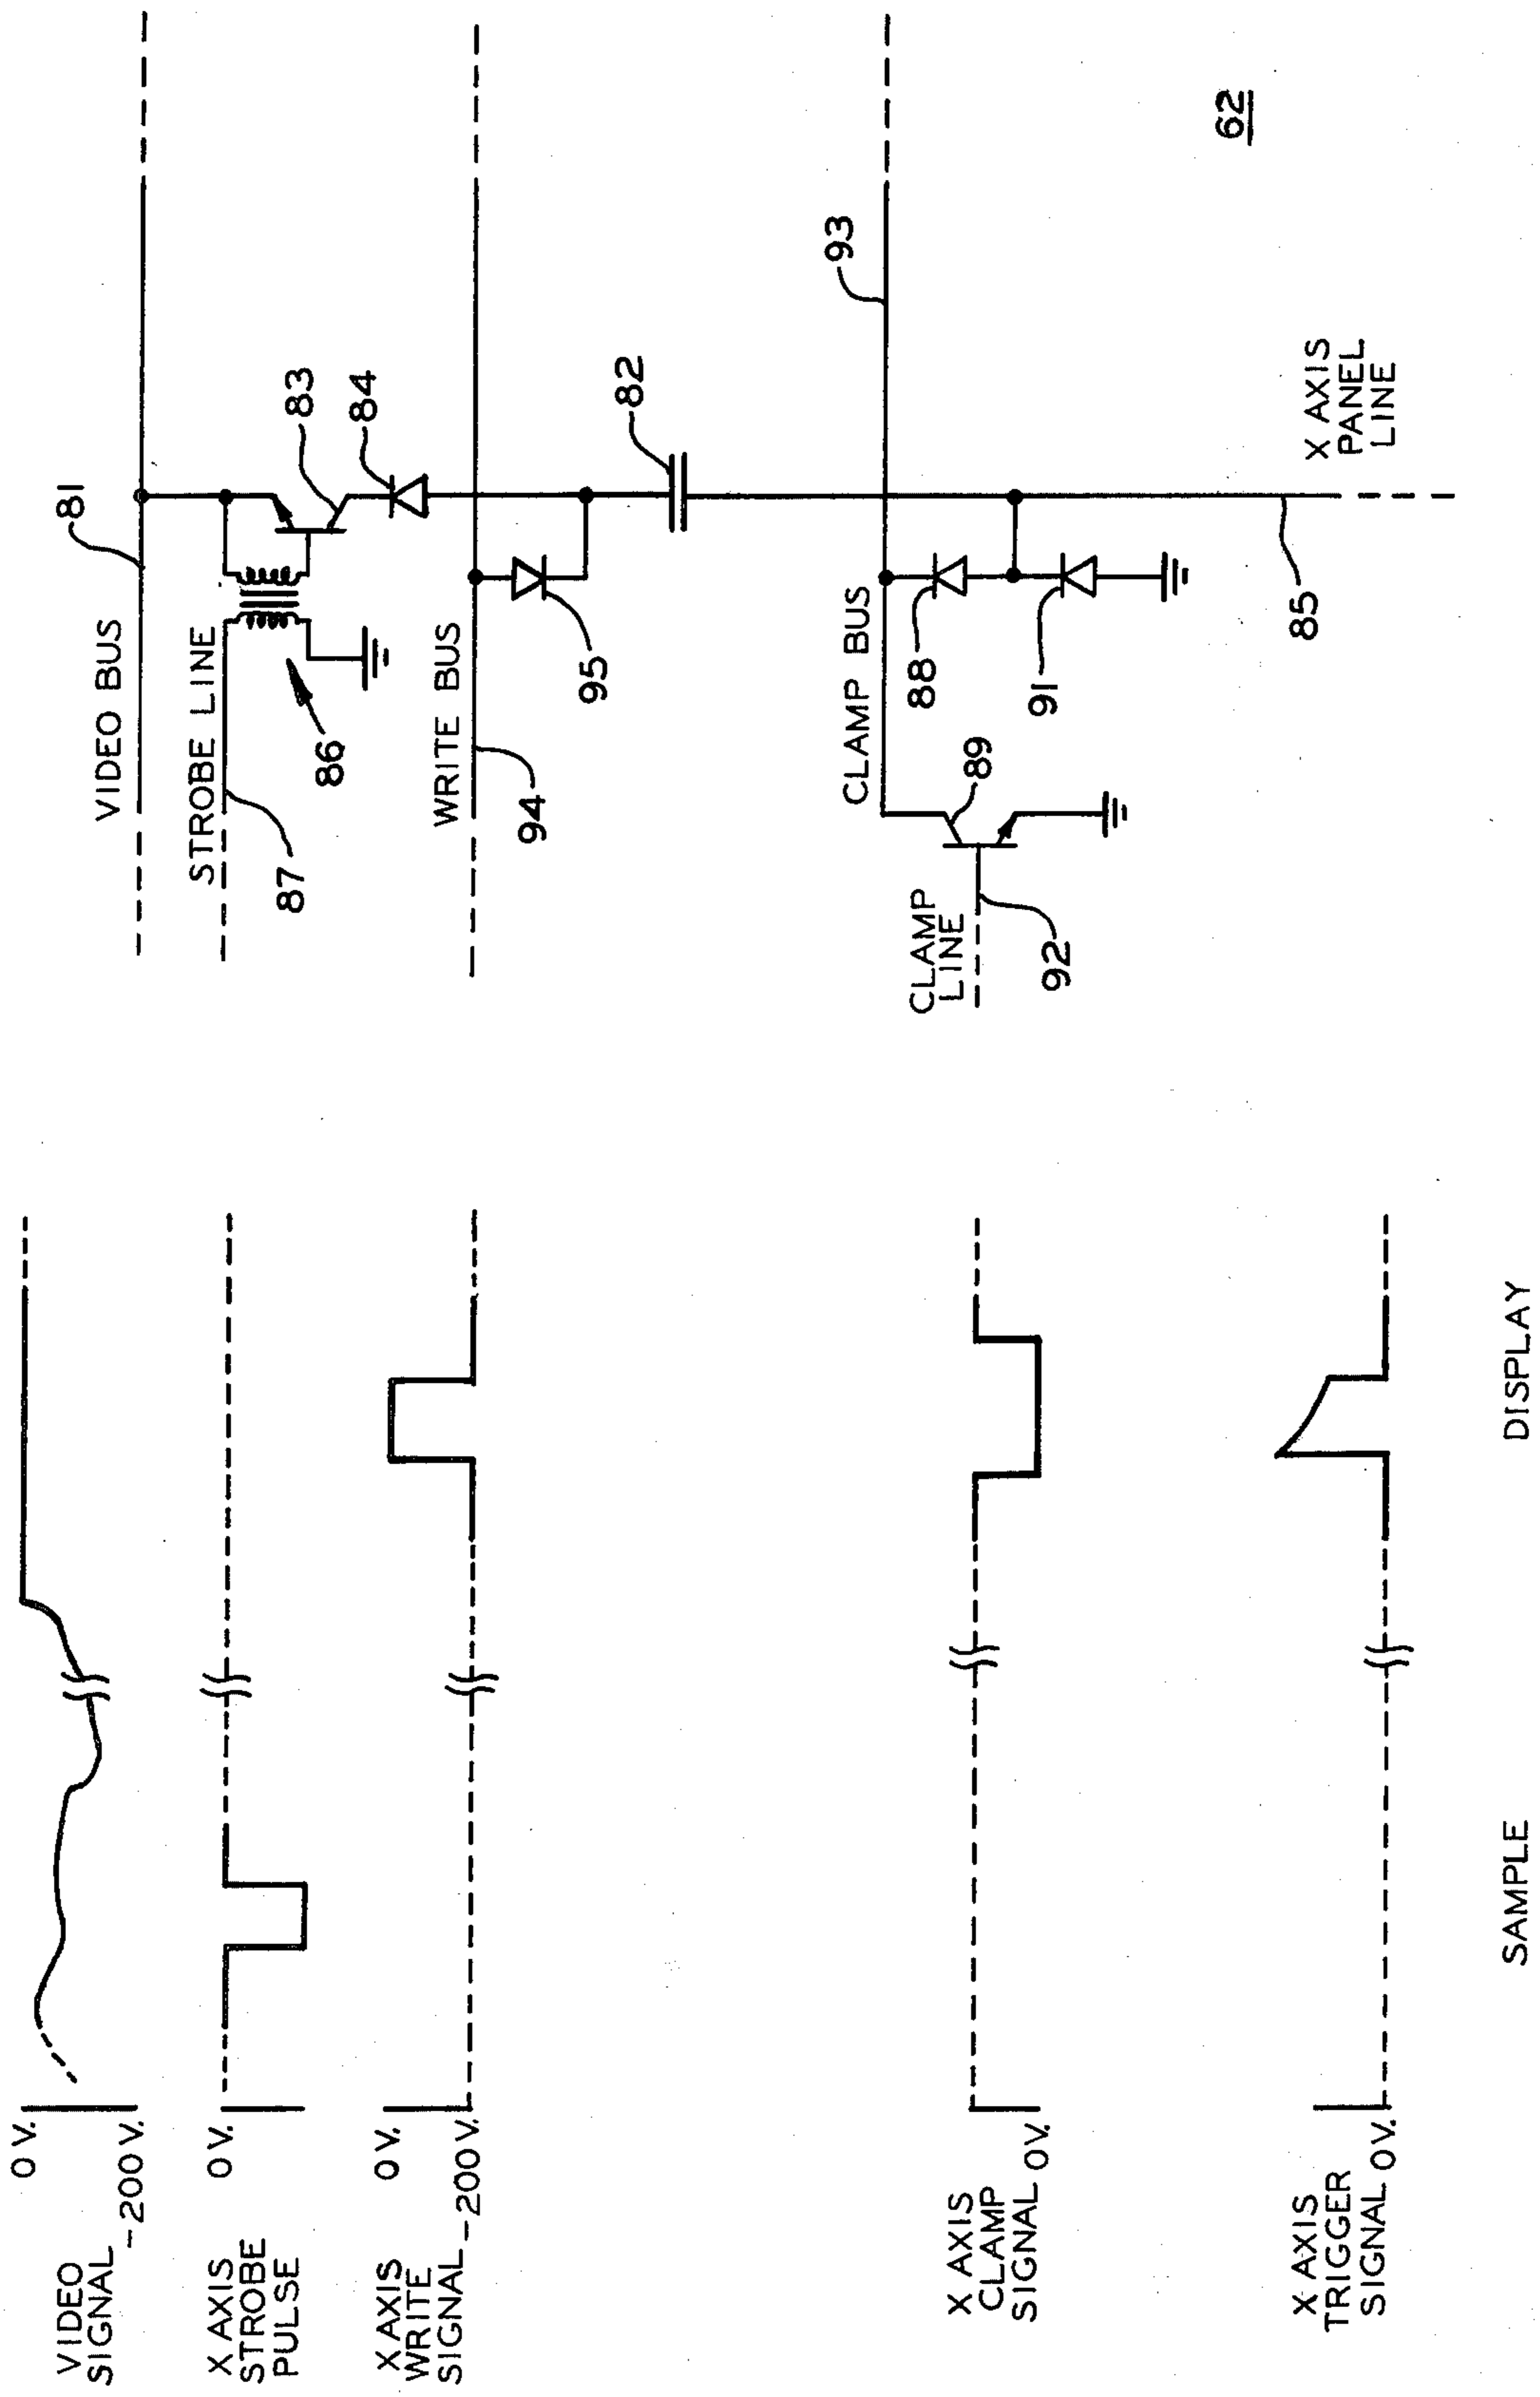 VIDEO
SIGNAL
0 V.
-200 V.
X AXIS
STROBE
PULSE
0 V.
X AXIS
WRITE
SIGNAL
0 V.
-200 V.
X AXIS
CLAMP
SIGNAL
0 V.
X AXIS
TRIGGER
SIGNAL
0 V.
SAMPLE
DISPLAY
VIDEO BUS
81
STROBE LINE
87
86
83
84
WRITE BUS
94
95
82
CLAMP BUS
93
CLAMP
LINE
92
89
88
91
85
X AXIS
PANEL
LINE
62